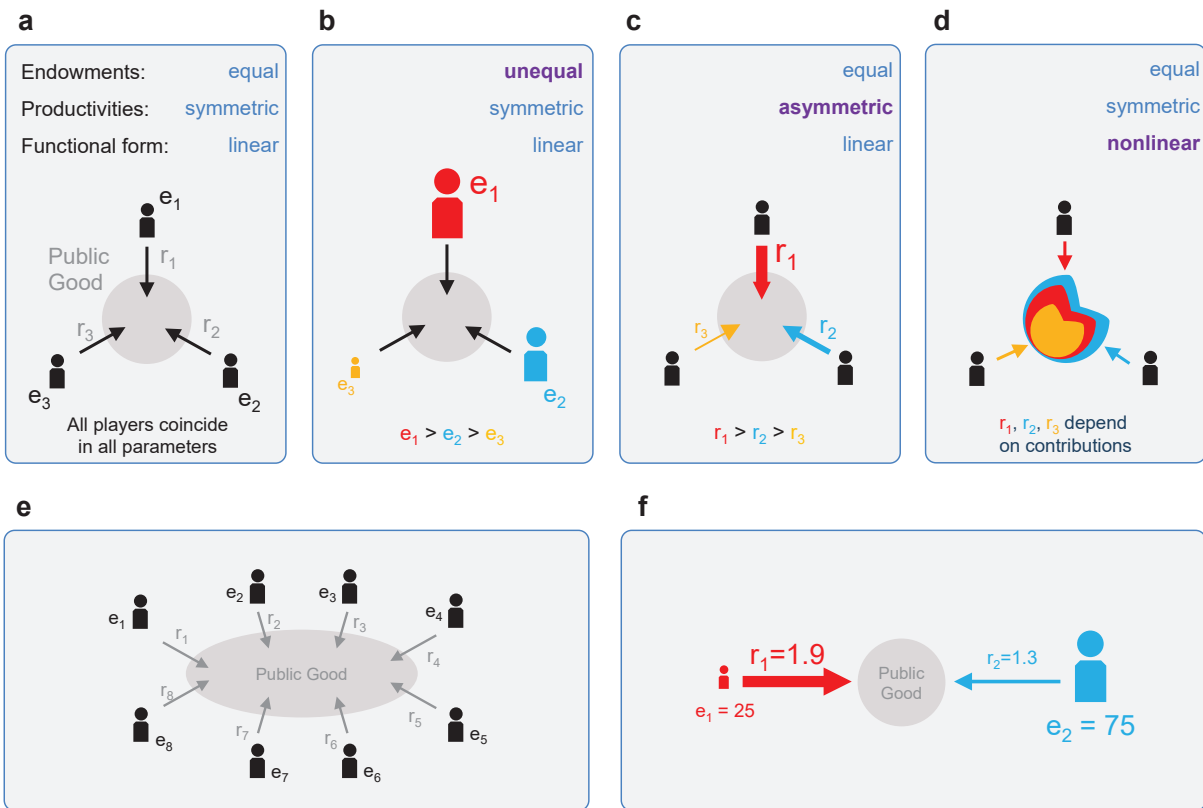 a
Endowments: equal
Productivities: symmetric
Functional form: linear
e1
Public
Good
r1
r3
r2
e3
e2
All players coincide
in all parameters
b
unequal
symmetric
linear
e1
e3
e2
e1 > e2 > e3
c
equal
asymmetric
linear
r1
r3
r2
r1 > r2 > r3
d
equal
symmetric
nonlinear
r1, r2, r3 depend
on contributions
e
e1
e2
e3
e4
r1
r2
r3
r4
Public Good
r8
r7
r6
r5
e8
e7
e6
e5
f
r1=1.9
Public
Good
r2=1.3
e1 = 25
e2 = 75